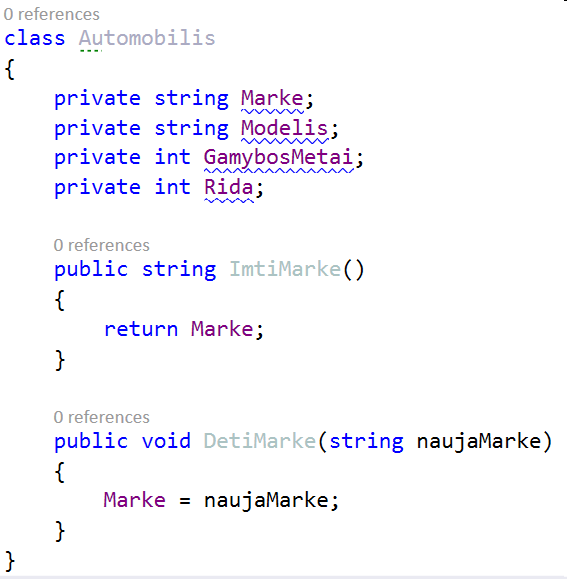 0 references
class Automobilis
{
    private string Marke;
    private string Modelis;
    private int GamybosMetai;
    private int Rida;

    0 references
    public string ImtiMarke()
    {
        return Marke;
    }

    0 references
    public void DetiMarke(string naujaMarke)
    {
        Marke = naujaMarke;
    }
}